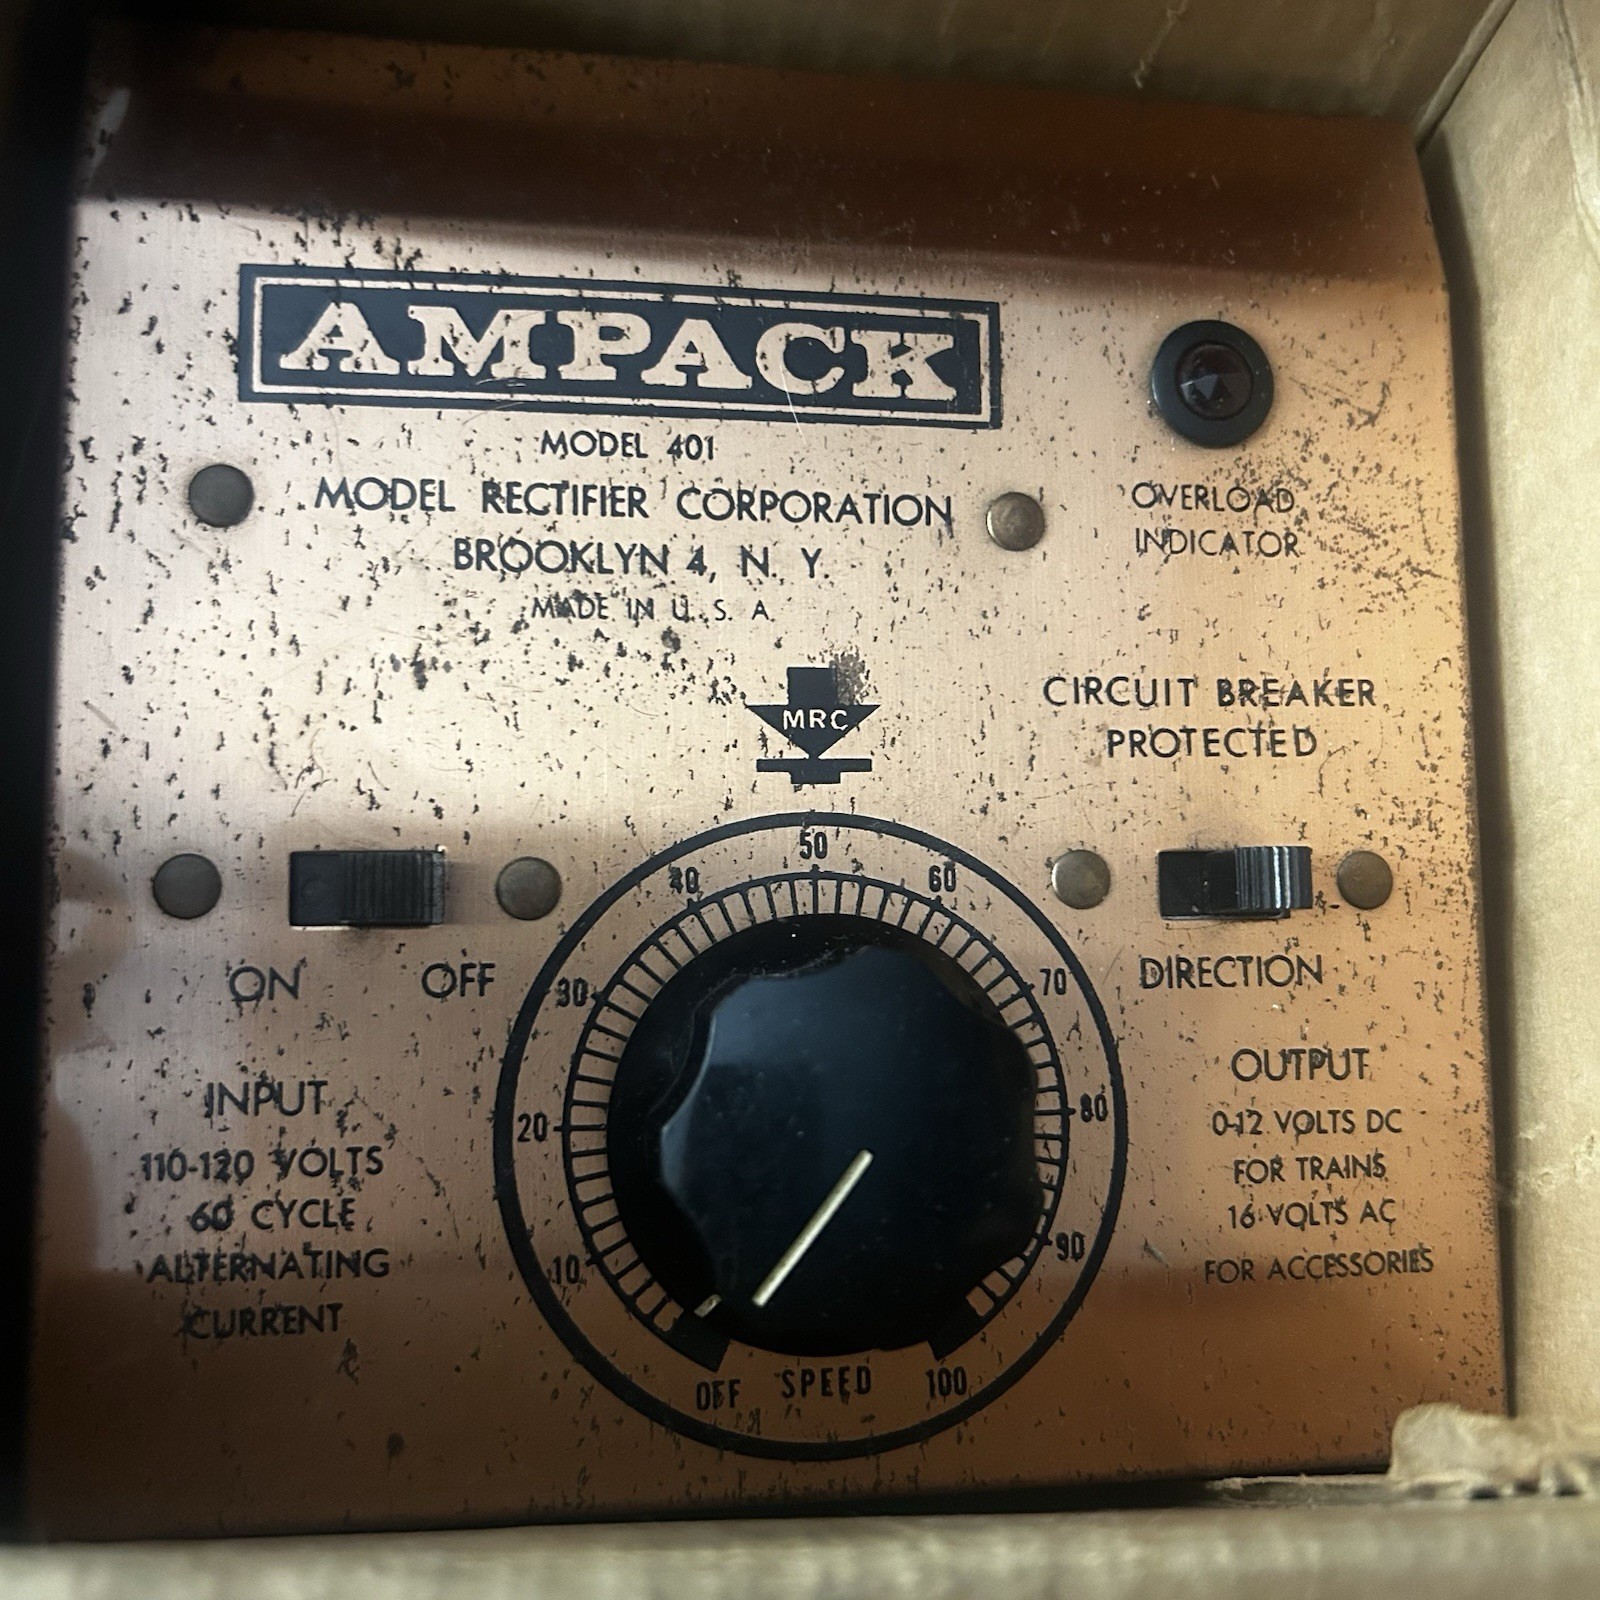 AMPACK
MODEL 401
MODEL RECTIFIER CORPORATION
BROOKLYN 4, N. Y.
MADE IN U. S. A.
OVERLOAD
INDICATOR
MRC
CIRCUIT BREAKER
PROTECTED
ON OFF
DIRECTION
INPUT
110-120 VOLTS
60 CYCLE
ALTERNATING
CURRENT
OFF 10 20 30 40 50 60 70 80 90 100
SPEED
OUTPUT
0-12 VOLTS DC
FOR TRAINS
16 VOLTS AC
FOR ACCESSORIES